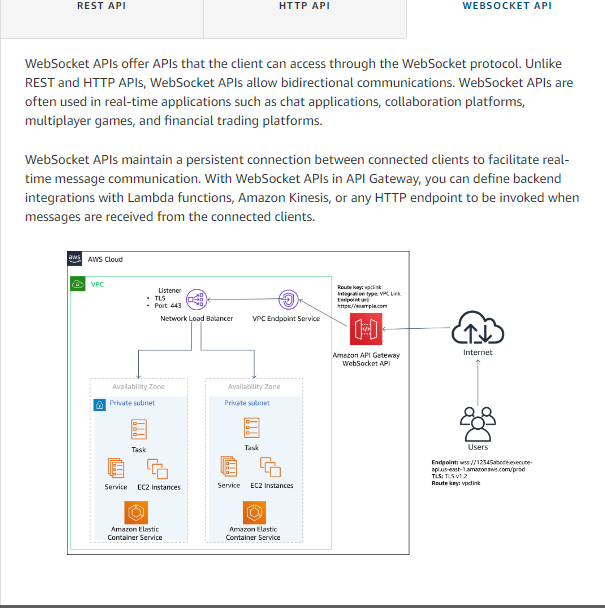 REST API
HTTP API
WEBSOCKET API
WebSocket APIs offer APIs that the client can access through the WebSocket protocol. Unlike
REST and HTTP APIs, WebSocket APIs allow bidirectional communications. WebSocket APIs are
often used in real-time applications such as chat applications, collaboration platforms,
multiplayer games, and financial trading platforms.
WebSocket APIs maintain a persistent connection between connected clients to facilitate real-
time message communication. With WebSocket APIs in API Gateway, you can define backend
integrations with Lambda functions, Amazon Kinesis, or any HTTP endpoint to be invoked when
messages are received from the connected clients.
aws
AWS Cloud
VPC
Listener
• TLS
• Port: 443
Network Load Balancer
VPC Endpoint Service
Route key: vpclink
Integration type: VPC Link
Endpoint url:
https://example.com
Amazon API Gateway
WebSocket API
Internet
Users
Endpoint: wss://12345abcde.execute-
api.us-east-1.amazonaws.com/prod
TLS: TLS v1.2
Route key: vpclink
Availability Zone
Private subnet
Task
Service
EC2 Instances
Amazon Elastic
Container Service
Availability Zone
Private subnet
Task
Service
EC2 Instances
Amazon Elastic
Container Service